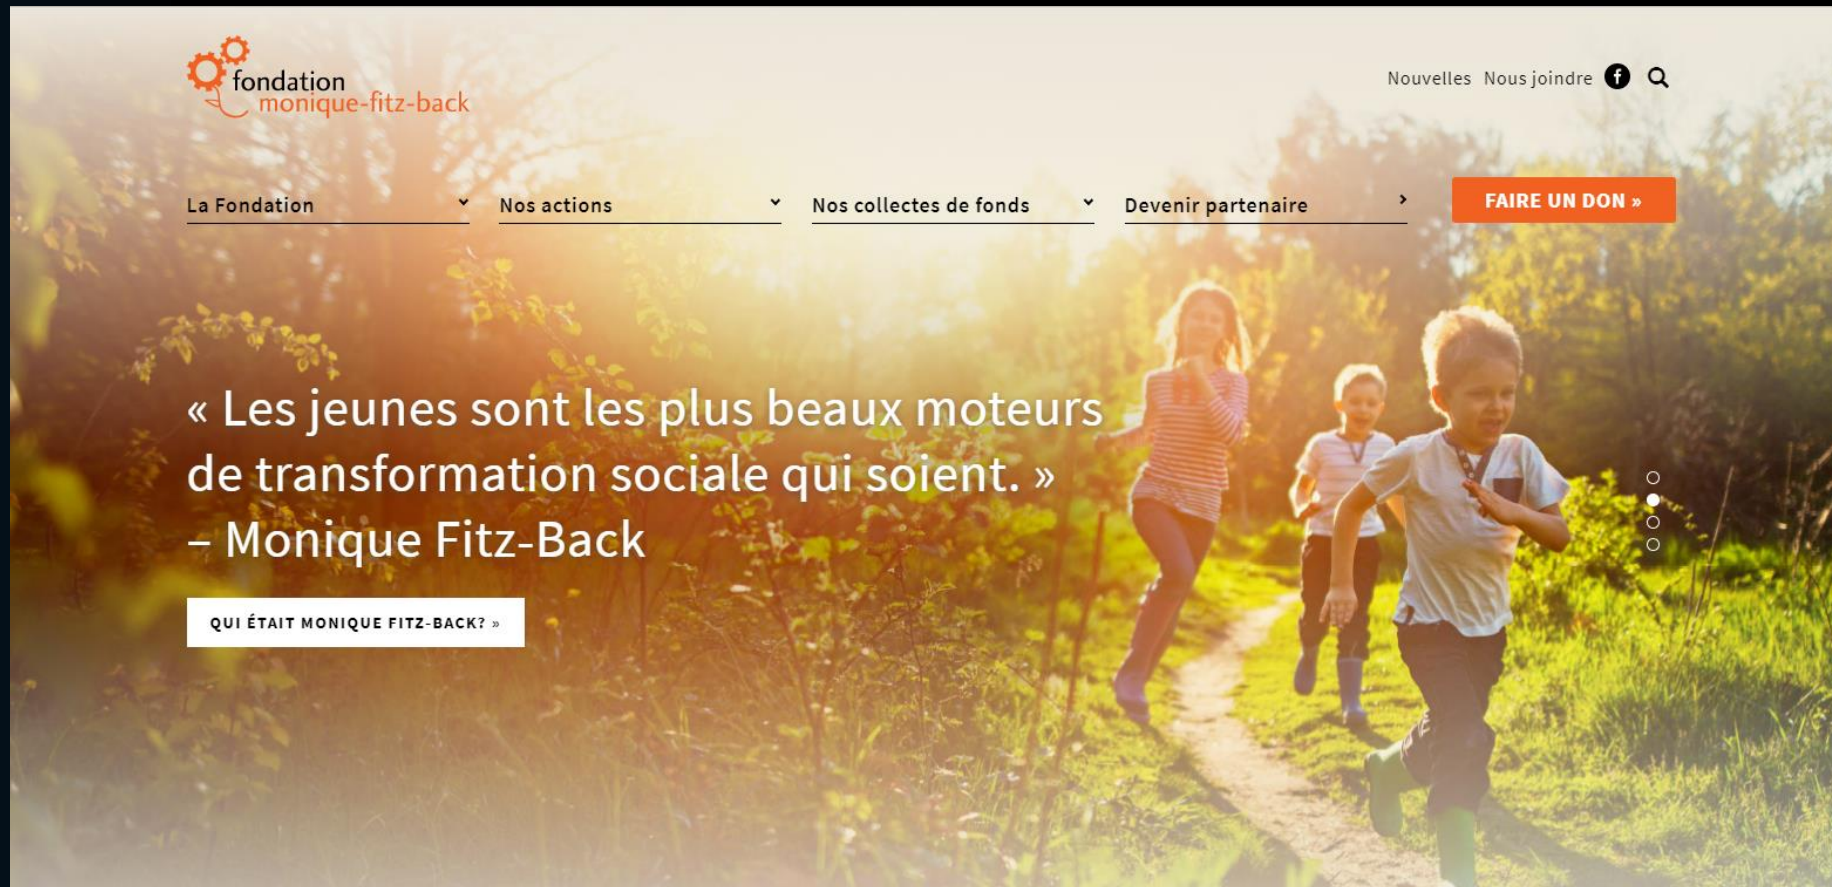 fondation
monique-fitz-back
Nouvelles Nous joindre
La Fondation
Nos actions
Nos collectes de fonds
Devenir partenaire
FAIRE UN DON »
« Les jeunes sont les plus beaux moteurs
de transformation sociale qui soient. »
– Monique Fitz-Back
QUI ÉTAIT MONIQUE FITZ-BACK? »